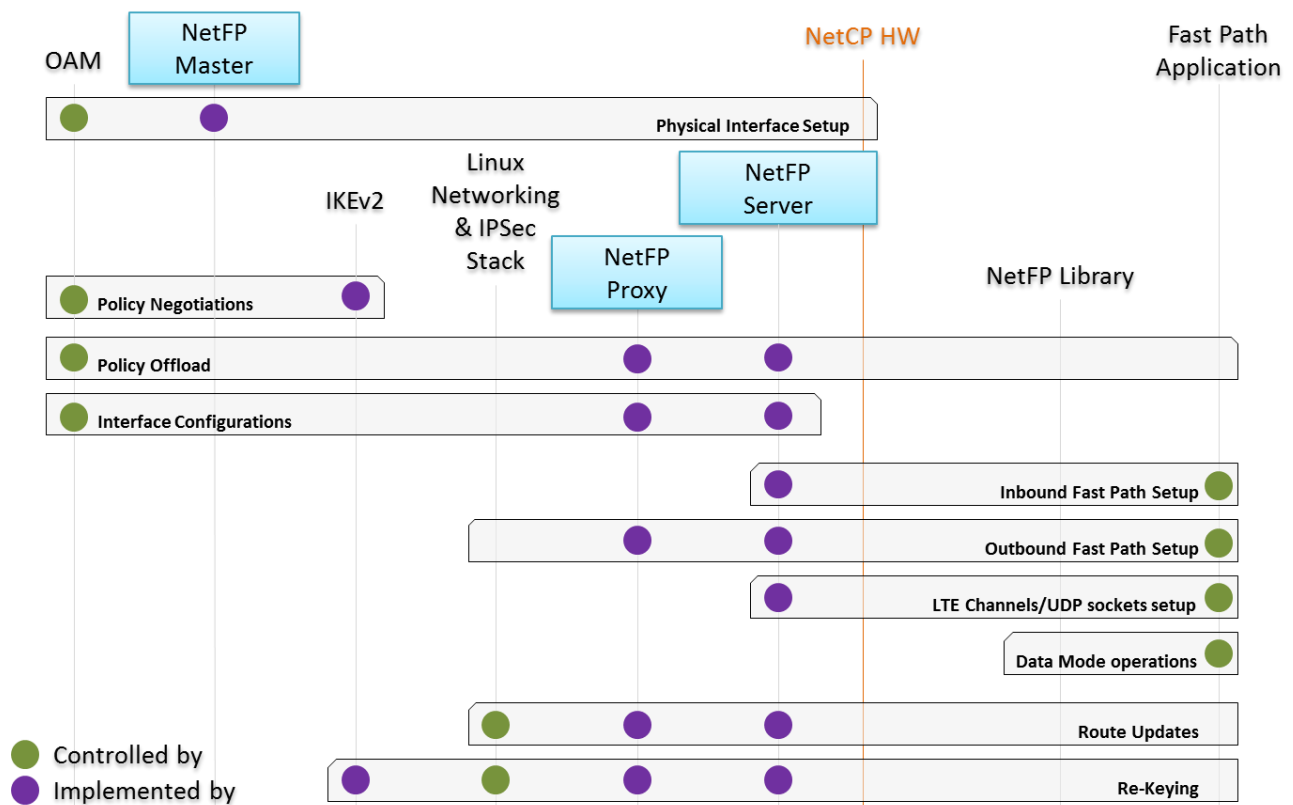 OAM
NetFP
Master
NetCP HW
Fast Path
Application
Physical Interface Setup
IKEv2
Linux
Networking
& IPSec
Stack
NetFP
Proxy
NetFP
Server
NetFP Library
Policy Negotiations
Policy Offload
Interface Configurations
Inbound Fast Path Setup
Outbound Fast Path Setup
LTE Channels/UDP sockets setup
Data Mode operations
Route Updates
Re-Keying
Controlled by
Implemented by